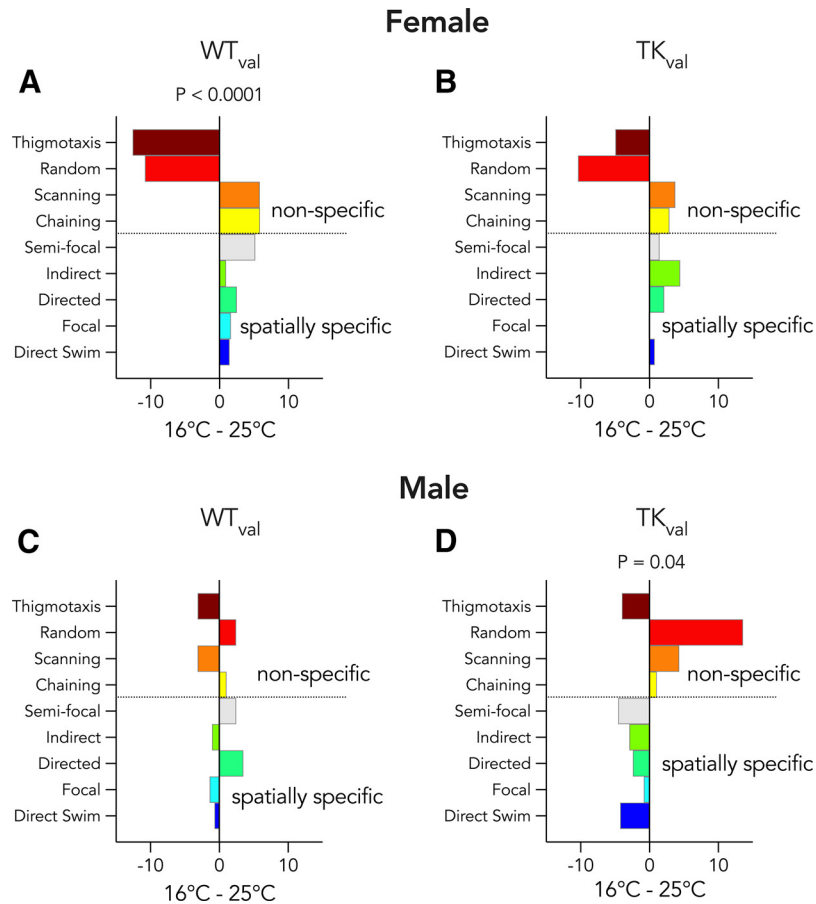 Female
WTval
TKval
A
B
P < 0.0001
Thigmotaxis
Random
Scanning
Chaining
Semi-focal
Indirect
Directed
Focal
Direct Swim
non-specific
spatially specific
-10 0 10
16°C - 25°C
Thigmotaxis
Random
Scanning
Chaining
Semi-focal
Indirect
Directed
Focal
Direct Swim
non-specific
spatially specific
-10 0 10
16°C - 25°C
Male
WTval
TKval
C
D
P = 0.04
Thigmotaxis
Random
Scanning
Chaining
Semi-focal
Indirect
Directed
Focal
Direct Swim
non-specific
spatially specific
-10 0 10
16°C - 25°C
Thigmotaxis
Random
Scanning
Chaining
Semi-focal
Indirect
Directed
Focal
Direct Swim
non-specific
spatially specific
-10 0 10
16°C - 25°C